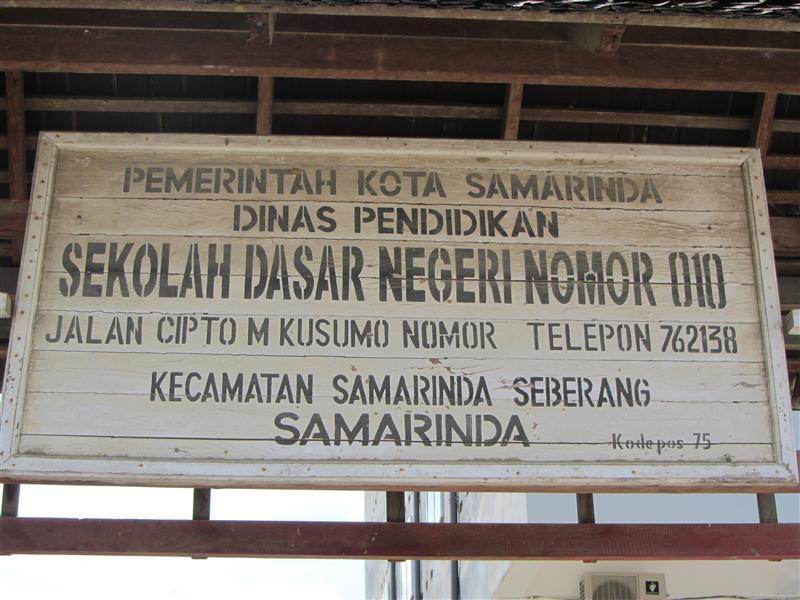 PEMERINTAH KOTA SAMARINDA
DINAS PENDIDIKAN
SEKOLAH DASAR NEGERI NOMOR 010
JALAN CIPTO M KUSUMO NOMOR TELEPON 762138
KECAMATAN SAMARINDA SEBERANG
SAMARINDA
Kodepos 75